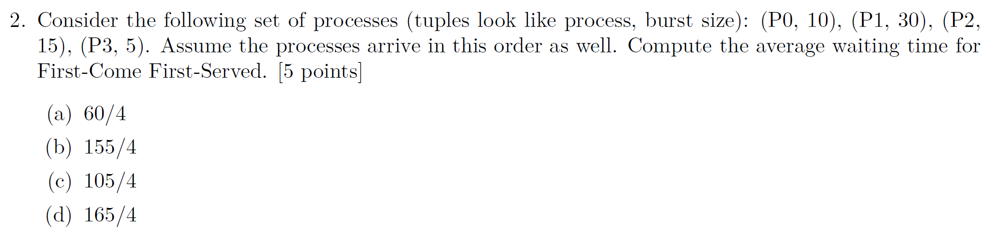 2. Consider the following set of processes (tuples look like process, burst size): (P0, 10), (P1, 30), (P2,
15), (P3, 5). Assume the processes arrive in this order as well. Compute the average waiting time for
First-Come First-Served. [5 points]
(a) 60/4
(b) 155/4
(c) 105/4
(d) 165/4